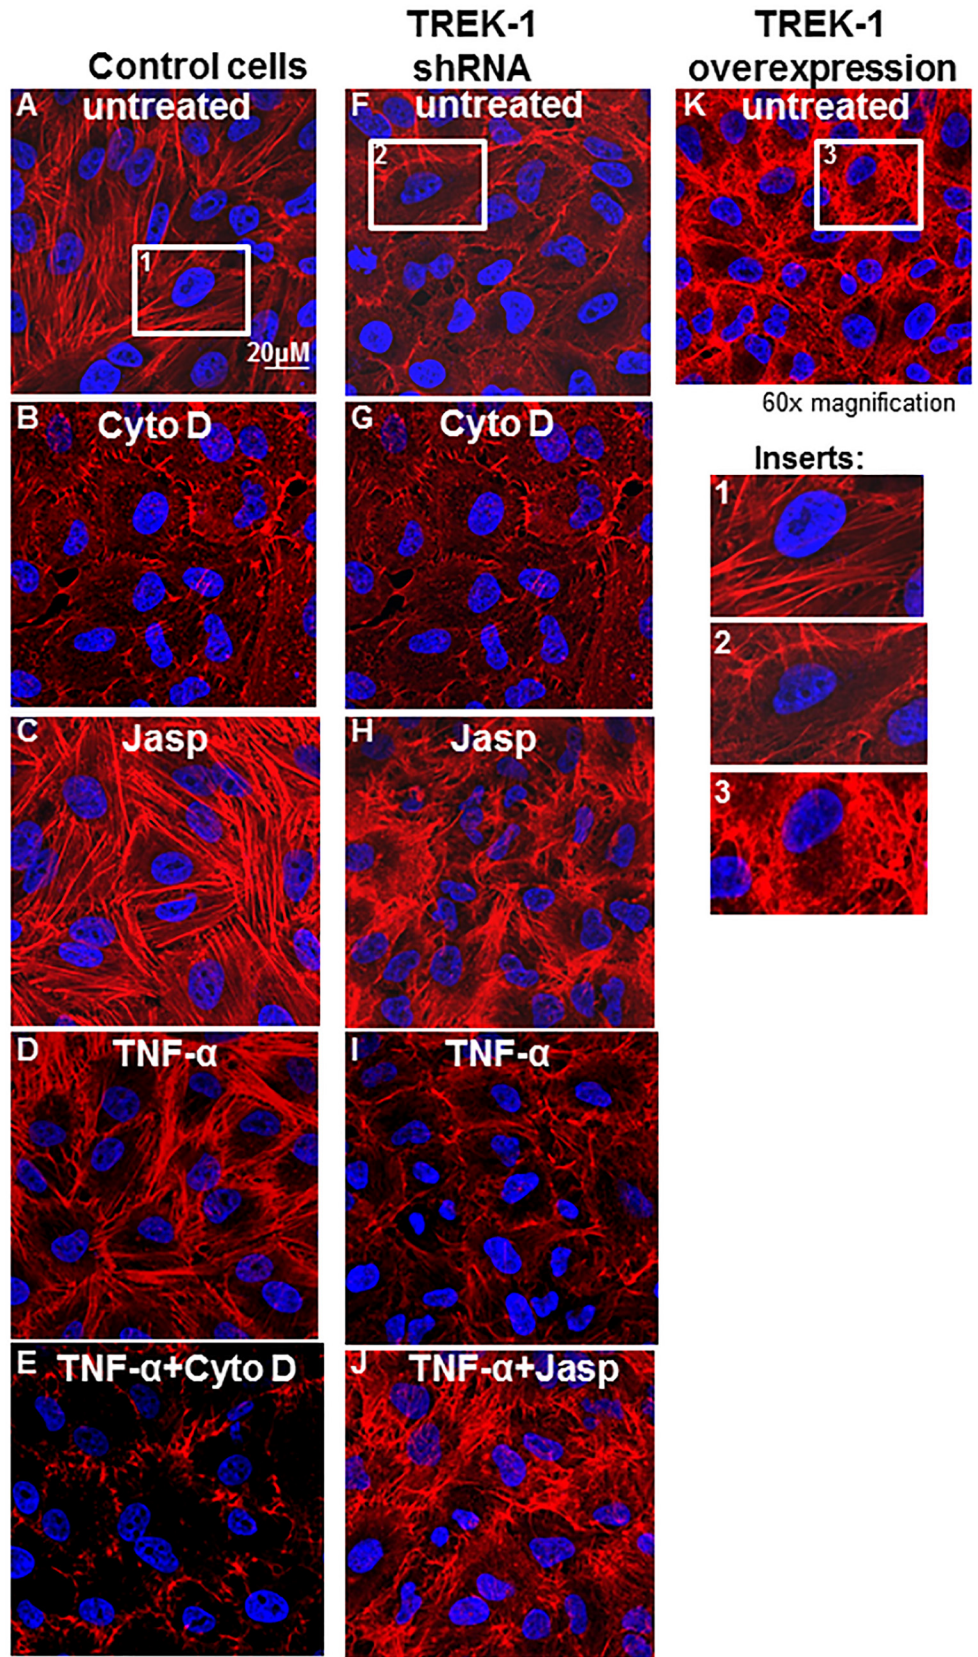 Control cells
TREK-1
shRNA
TREK-1
overexpression
A untreated
1
20µM
F untreated
2
K untreated
3
60x magnification
B Cyto D
G Cyto D
Inserts:
1
2
3
C Jasp
H Jasp
D TNF-α
I TNF-α
E TNF-α+Cyto D
J TNF-α+Jasp